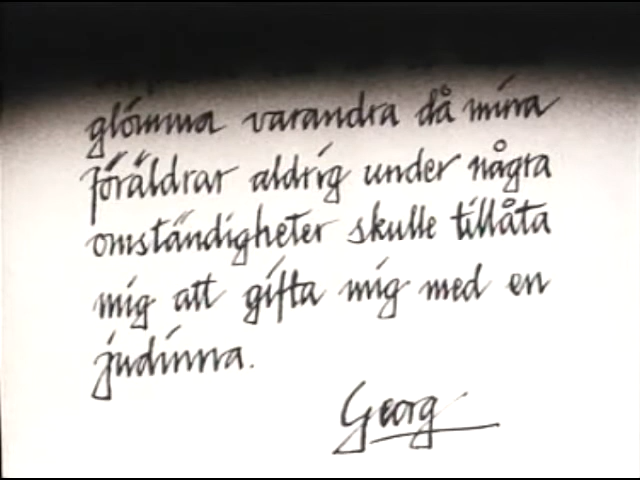 glömma varandra då mina
föräldrar aldrig under några
omständigheter skulle tillåta
mig att gifta mig med en
judinna.
Georg